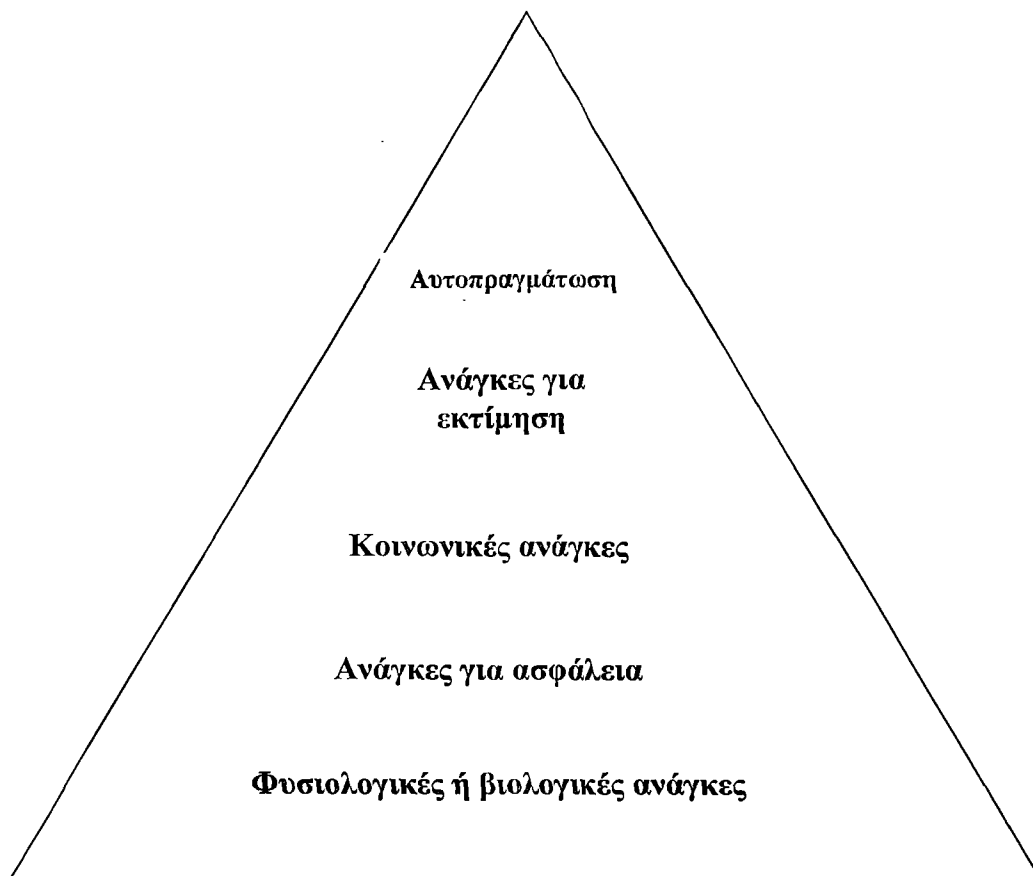 Αυτοπραγμάτωση
Ανάγκες για
εκτίμηση
Κοινωνικές ανάγκες
Ανάγκες για ασφάλεια
Φυσιολογικές ή βιολογικές ανάγκες